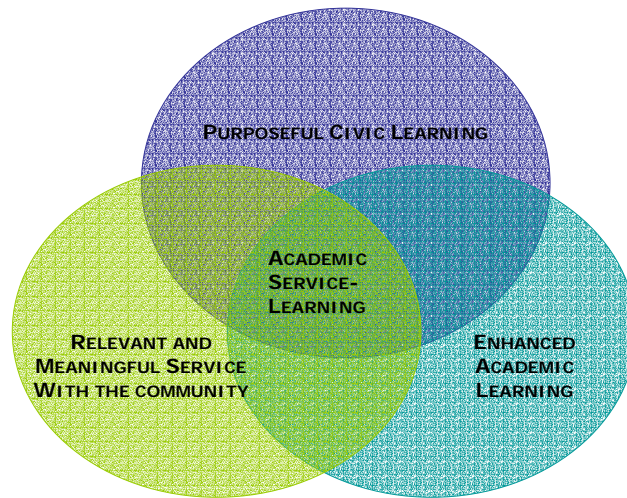 PURPOSEFUL CIVIC LEARNING
ACADEMIC
SERVICE-
LEARNING
RELEVANT AND
MEANINGFUL SERVICE
WITH THE COMMUNITY
ENHANCED
ACADEMIC
LEARNING